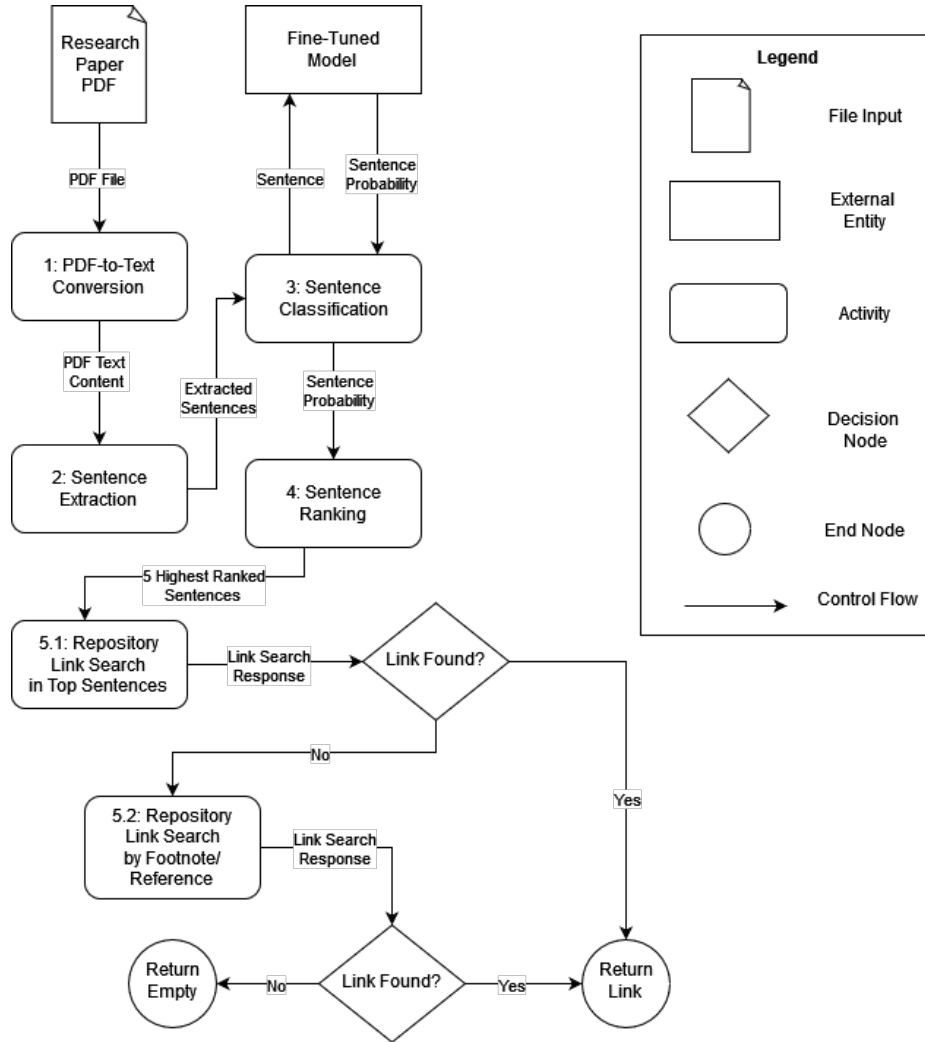 Research
Paper
PDF
Fine-Tuned
Model
PDF File
Sentence
Sentence
Probability
1: PDF-to-Text
Conversion
3: Sentence
Classification
PDF Text
Content
Extracted
Sentences
Sentence
Probability
2: Sentence
Extraction
4: Sentence
Ranking
5 Highest Ranked
Sentences
5.1: Repository
Link Search
in Top Sentences
Link Search
Response
Link Found?
No
Yes
5.2: Repository
Link Search
by Footnote/
Reference
Link Search
Response
Return
Empty
No
Link Found?
Yes
Return
Link
Legend
File Input
External
Entity
Activity
Decision
Node
End Node
Control Flow